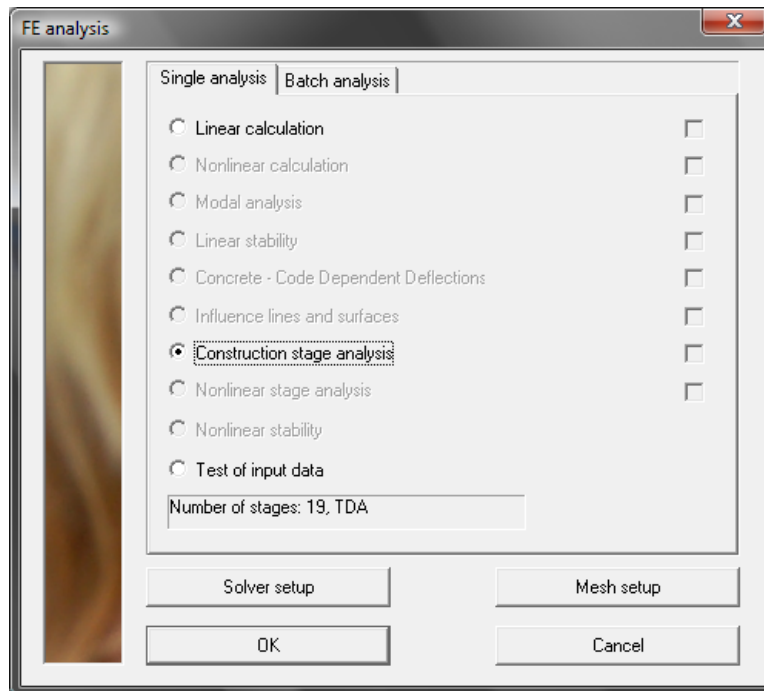 FE analysis
Single analysis
Batch analysis
Linear calculation
Nonlinear calculation
Modal analysis
Linear stability
Concrete - Code Dependent Deflections
Influence lines and surfaces
Construction stage analysis
Nonlinear stage analysis
Nonlinear stability
Test of input data
Number of stages: 19, TDA
Solver setup
Mesh setup
OK
Cancel